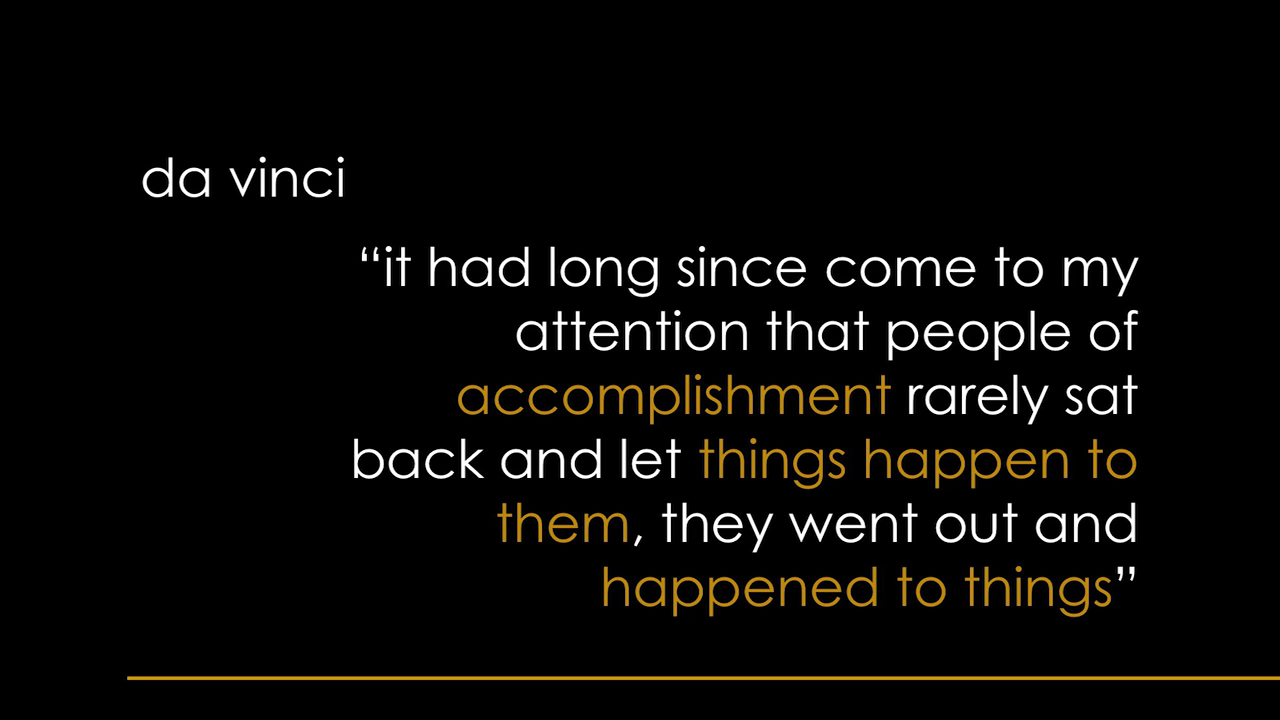 da vinci
“it had long since come to my
attention that people of
accomplishment rarely sat
back and let things happen to
them, they went out and
happened to things”